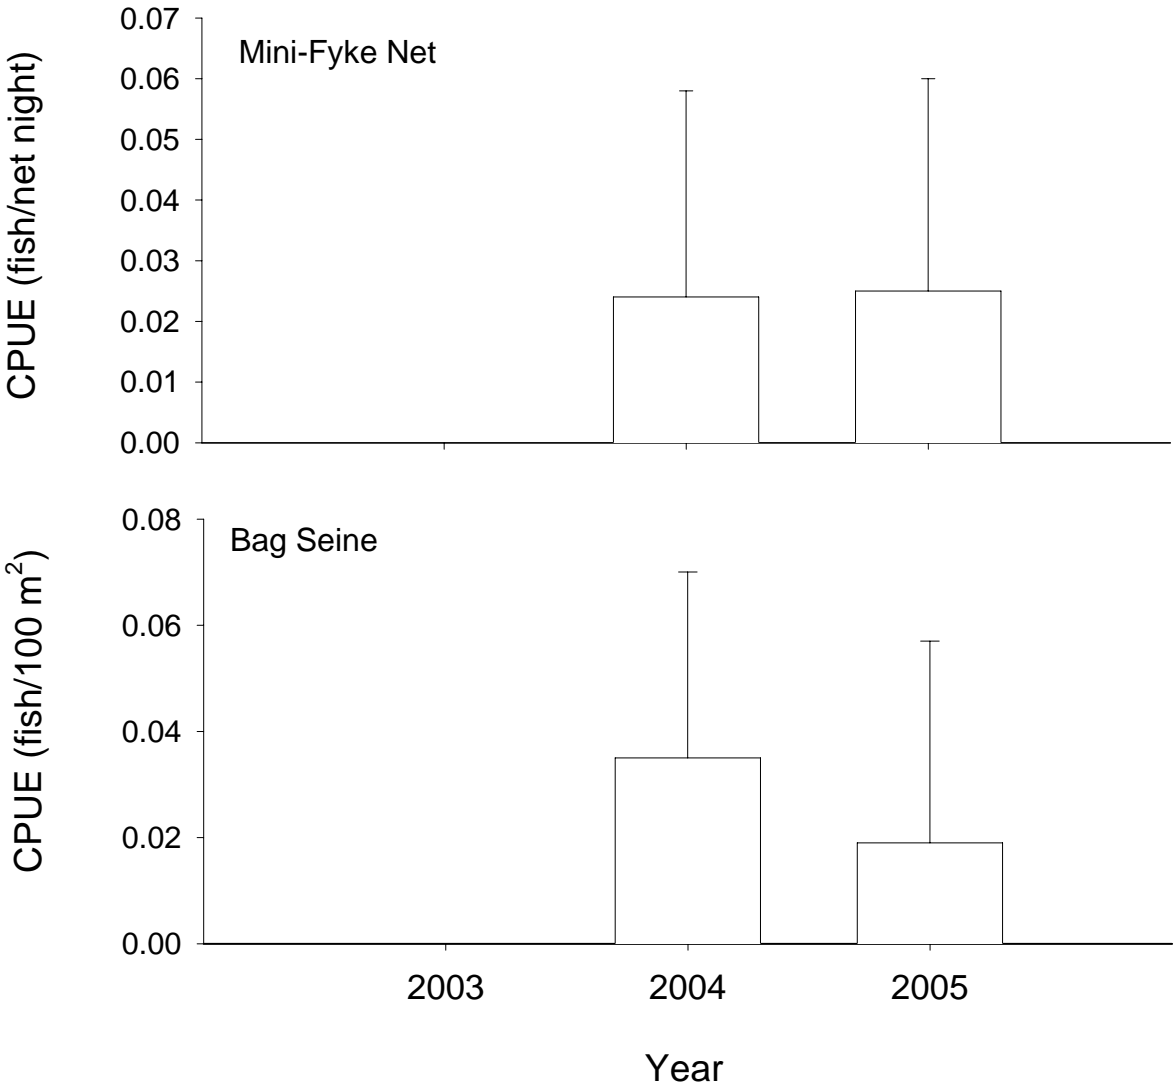 Mini-Fyke Net
CPUE (fish/net night)
0.07
0.06
0.05
0.04
0.03
0.02
0.01
0.00
Bag Seine
CPUE (fish/100 m²)
0.08
0.06
0.04
0.02
0.00
2003 2004 2005
Year